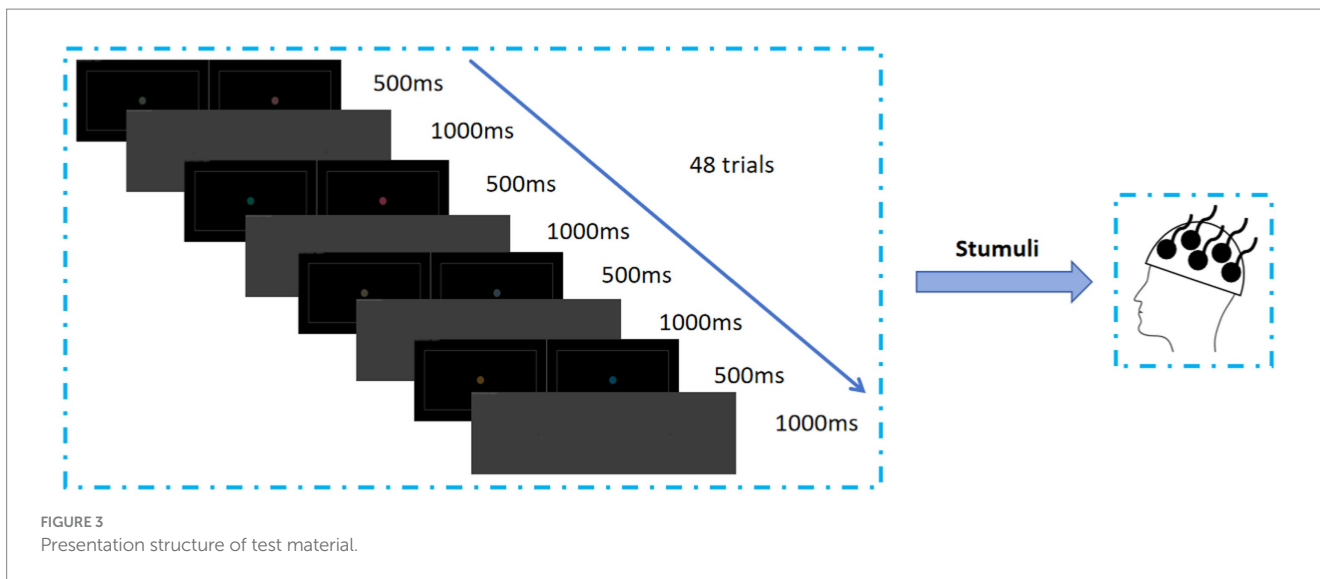 500ms
1000ms
48 trials
500ms
1000ms
500ms
1000ms
500ms
1000ms
Stumuli
FIGURE 3
Presentation structure of test material.